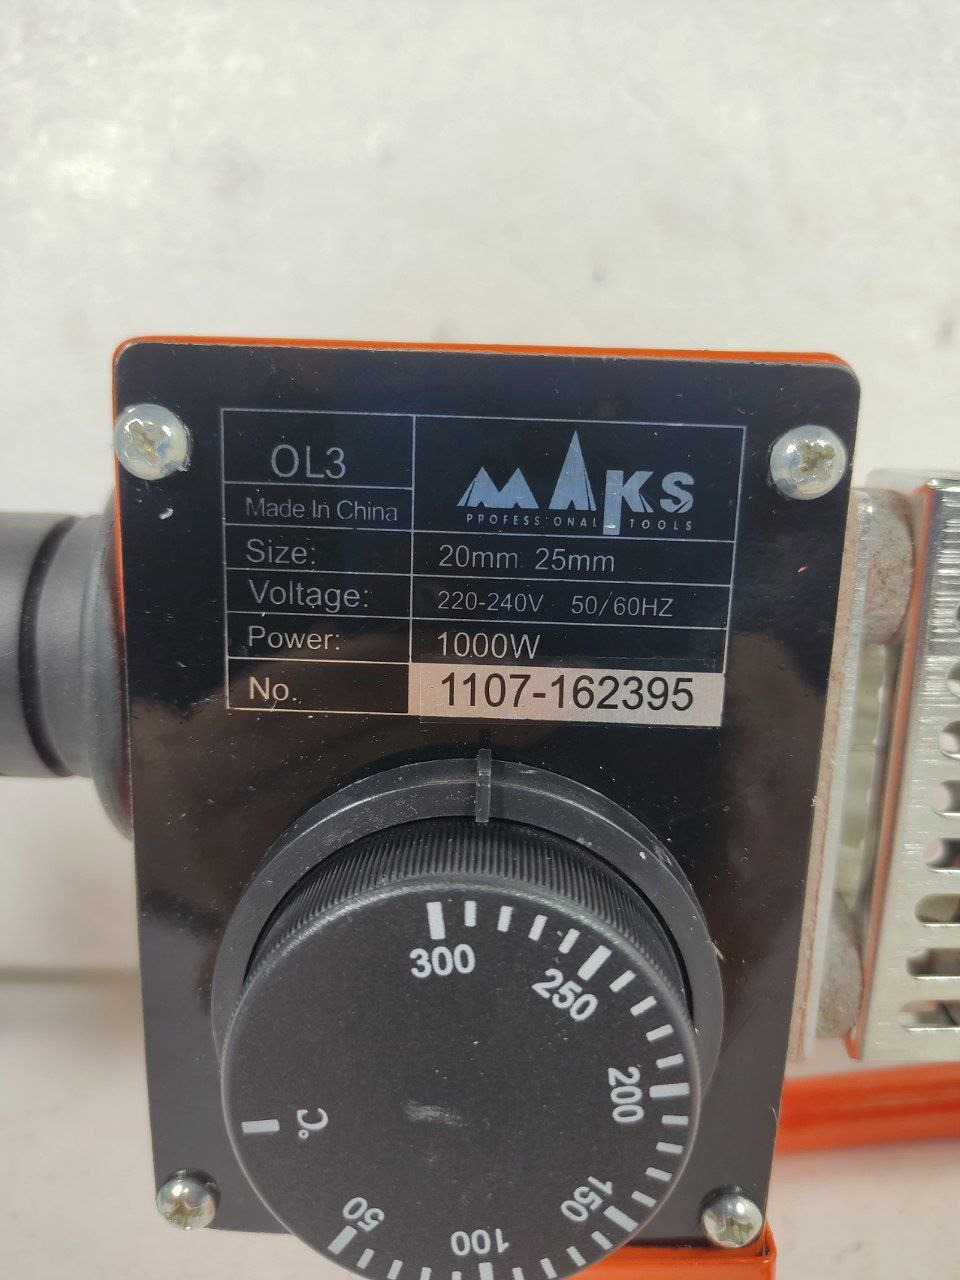 OL3
MAKS
PROFESSIONAL TOOLS
Made In China
Size: 20mm 25mm
Voltage: 220-240V 50/60HZ
Power: 1000W
No. 1107-162395
300
250
200
150
100
50
°C